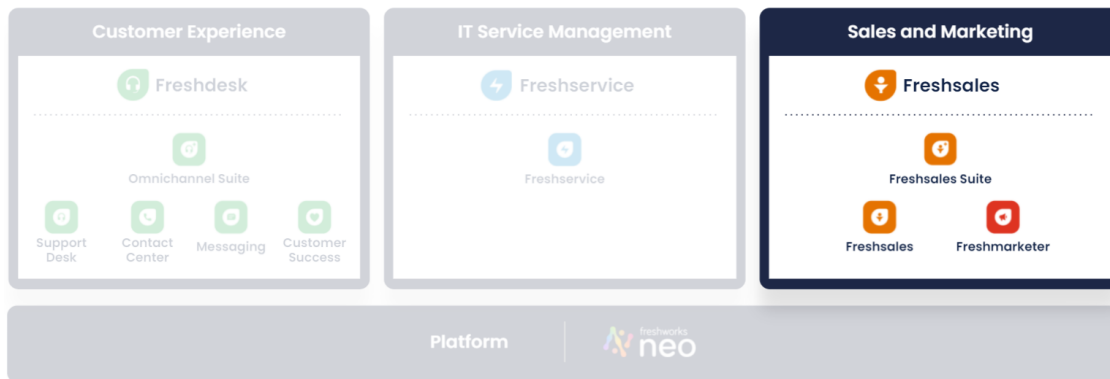 Customer Experience
Freshdesk
Omnichannel Suite
Support
Desk
Contact
Center
Messaging
Customer
Success
IT Service Management
Freshservice
Freshservice
Sales and Marketing
Freshsales
Freshsales Suite
Freshsales
Freshmarketer
Platform
freshworks
neo